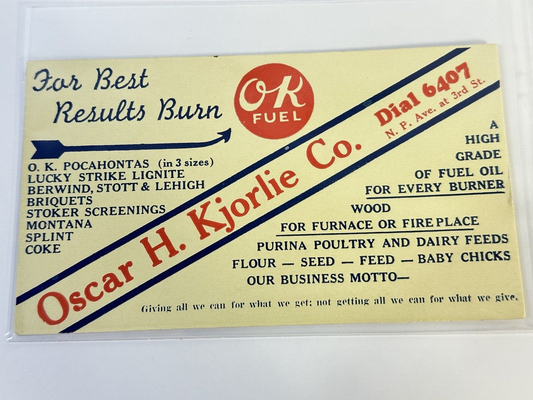 For Best
Results Burn
OK
FUEL
O. K. POCAHONTAS (in 3 sizes)
LUCKY STRIKE LIGNITE
BERWIND, STOTT & LEHIGH
BRIQUETS
STOKER SCREENINGS
MONTANA
SPLINT
COKE
Oscar H. Kjorlie Co.
Dial 6407
N. P. Ave. at 3rd St.
A
HIGH
GRADE
OF FUEL OIL
FOR EVERY BURNER
WOOD
FOR FURNACE OR FIREPLACE
PURINA POULTRY AND DAIRY FEEDS
FLOUR — SEED — FEED — BABY CHICKS
OUR BUSINESS MOTTO—
Giving all we can for what we get; not getting all we can for what we give.